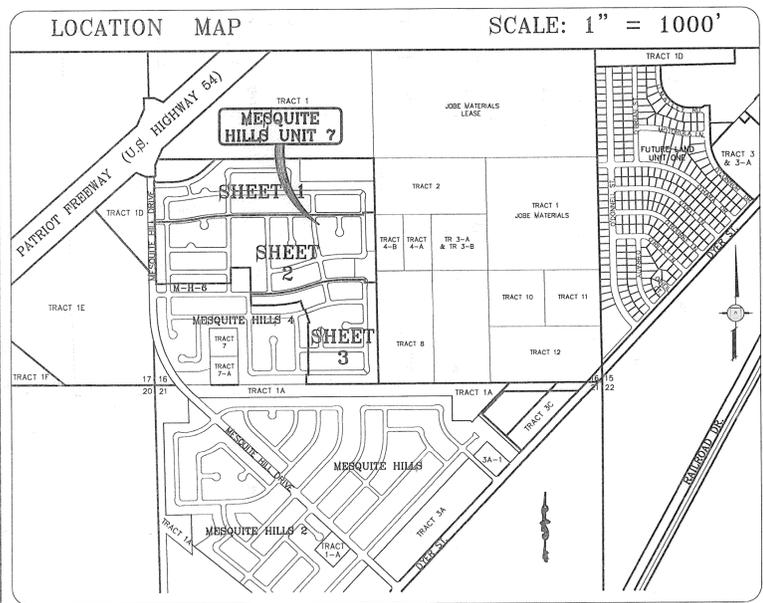 LOCATION MAP
SCALE: 1" = 1000'
TRACT 1D
PATRIOT FREEWAY (U.S. HIGHWAY 54)
TRACT 1
MESQUITE
HILLS UNIT 7
JOBE MATERIALS
LEASE
FUTURE LAND
UNIT ONE
TRACT 3
& 3-A
SHEET 1
TRACT 2
TRACT 1
JOBE MATERIALS
O'DONNELL ST.
TRACT 1D
MESQUITE HILL DRIVE
SHEET
2
TRACT
4-B
TRACT
4-A
TR 3-A
& TR 3-B
DYER ST.
M-H-6
TRACT 10
TRACT 11
TRACT 1E
MESQUITE HILLS 4
TRACT
7
SHEET
3
TRACT 8
TRACT 12
TRACT
7-A
TRACT 1F
17 16
20 21
16 15
21 22
TRACT 1A
TRACT 1A
TRACT 3C
MESQUITE HILL DRIVE
MESQUITE HILLS
3A-1
RAILROAD DR.
TRACT 3A
TRACT 1A
MESQUITE HILLS 2
TRACT
1-A
DYER ST.